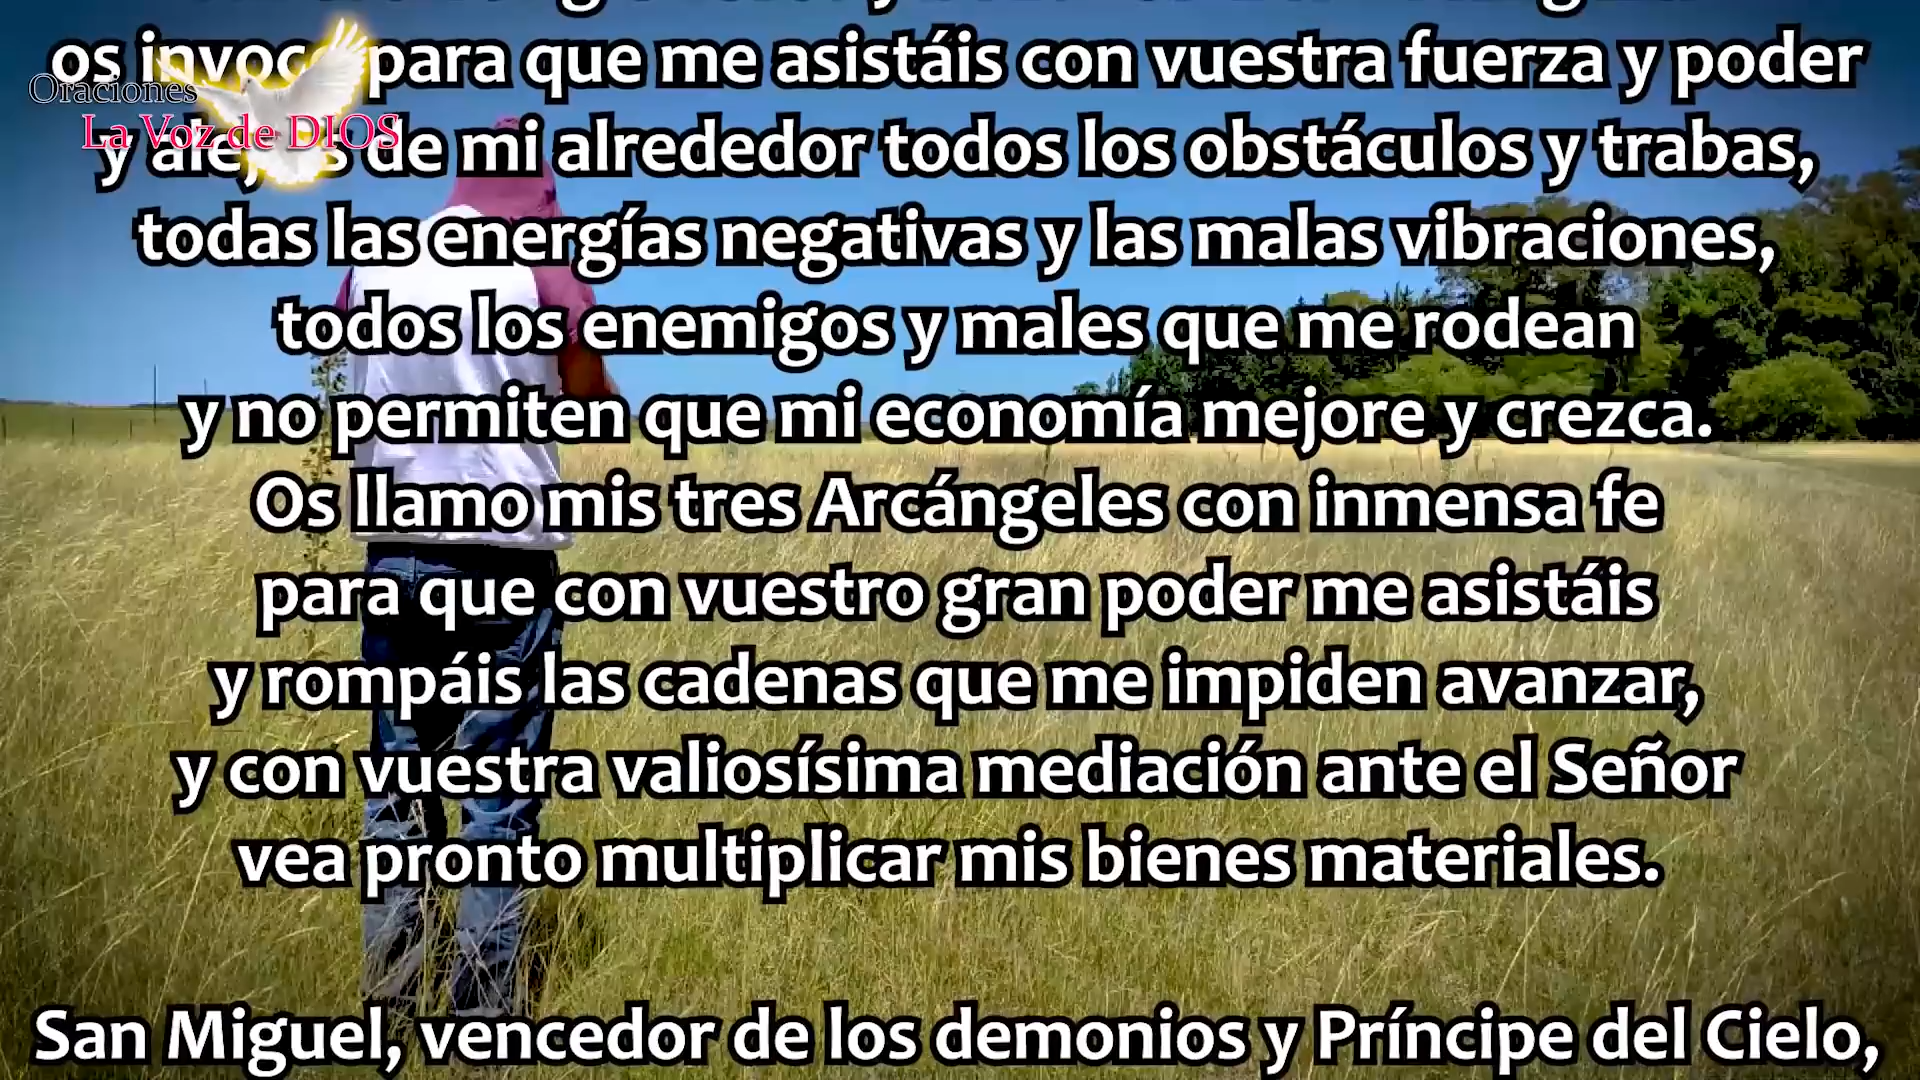 os invoco para que me asistáis con vuestra fuerza y poder
Oraciones
La Voz de DIOS
y alejéis de mi alrededor todos los obstáculos y trabas,
todas las energías negativas y las malas vibraciones,
todos los enemigos y males que me rodean
y no permiten que mi economía mejore y crezca.
Os llamo mis tres Arcángeles con inmensa fe
para que con vuestro gran poder me asistáis
y rompáis las cadenas que me impiden avanzar,
y con vuestra valiosísima mediación ante el Señor
vea pronto multiplicar mis bienes materiales.
San Miguel, vencedor de los demonios y Príncipe del Cielo,